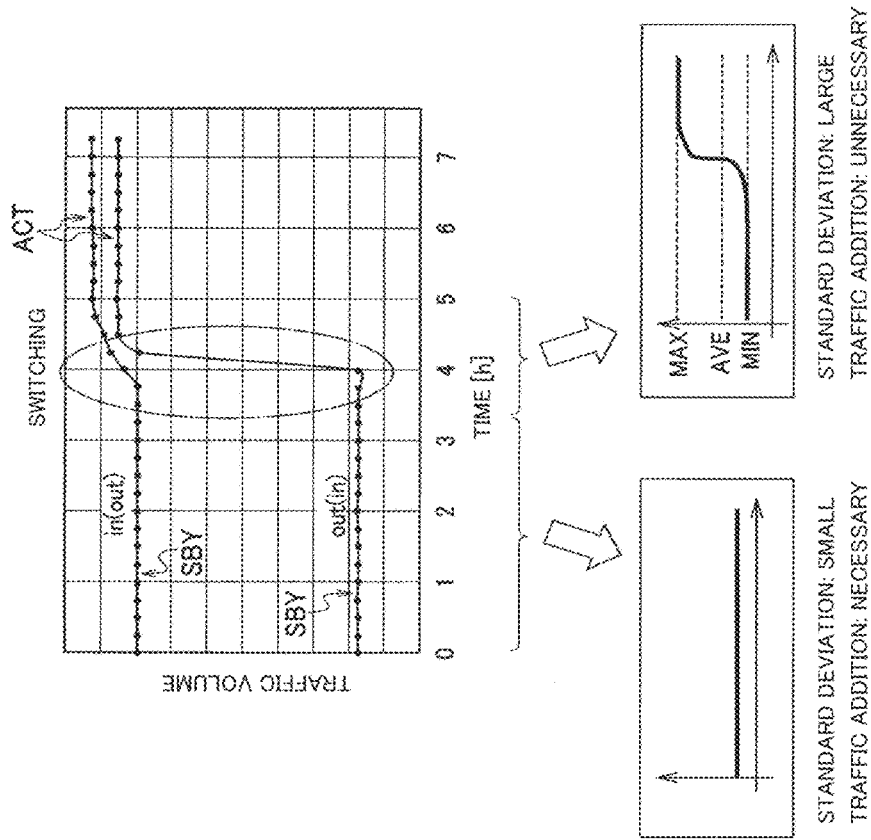 SWITCHING
ACT
TRAFFIC VOLUME
in(out)
SBY
out(in)
SBY
0 1 2 3 4 5 6 7
TIME [h]
STANDARD DEVIATION: SMALL
TRAFFIC ADDITION: NECESSARY
MAX
AVE
MIN
STANDARD DEVIATION: LARGE
TRAFFIC ADDITION: UNNECESSARY